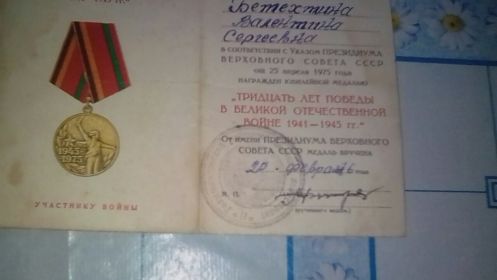 Бетехтина
Валентина
Сергеевна
в соответствии с Указом ПРЕЗИДИУМА
ВЕРХОВНОГО СОВЕТА СССР
от 25 апреля 1975 года
НАГРАЖДЕН ЮБИЛЕЙНОЙ МЕДАЛЬЮ
„ТРИДЦАТЬ ЛЕТ ПОБЕДЫ
В ВЕЛИКОЙ ОТЕЧЕСТВЕННОЙ
ВОЙНЕ 1941—1945 гг."
От имени ПРЕЗИДИУМА ВЕРХОВНОГО
СОВЕТА СССР МЕДАЛЬ ВРУЧЕНА
20 февраля года
М. П.
1945
1975
УЧАСТНИКУ ВОЙНЫ